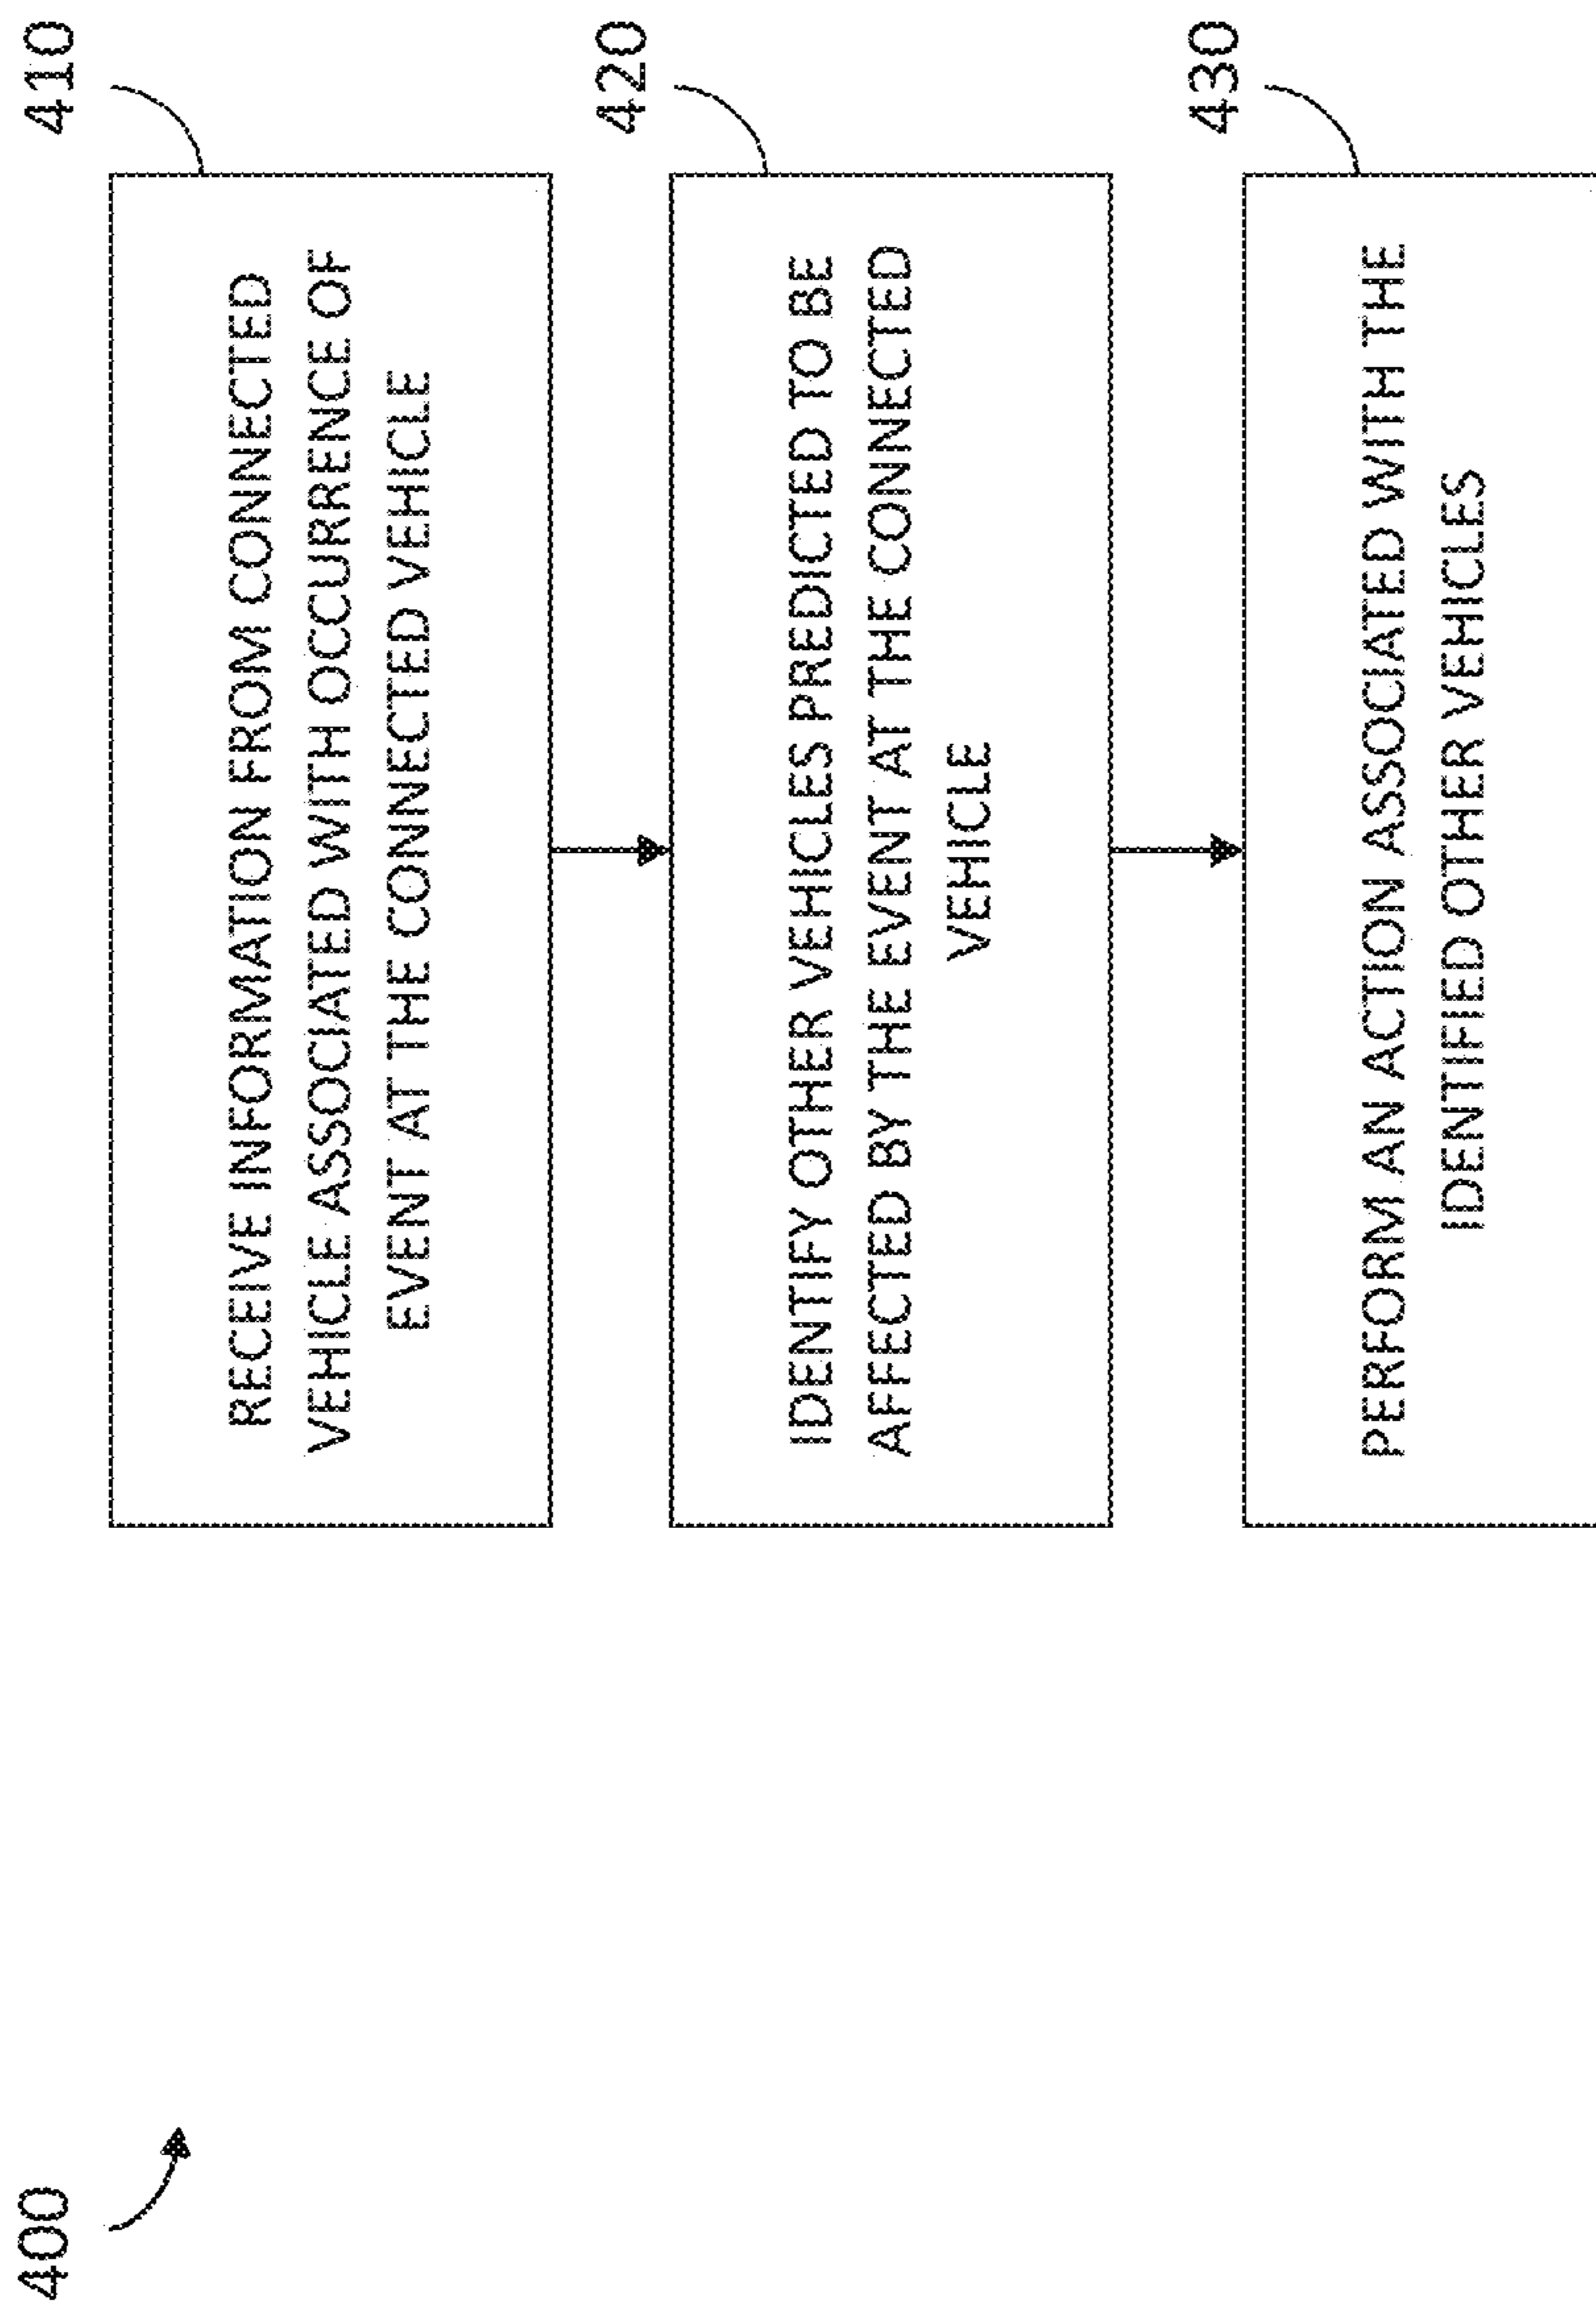 400
410
RECEIVE INFORMATION FROM CONNECTED
VEHICLE ASSOCIATED WITH OCCURRENCE OF
EVENT AT THE CONNECTED VEHICLE
420
IDENTIFY OTHER VEHICLES PREDICTED TO BE
AFFECTED BY THE EVENT AT THE CONNECTED
VEHICLE
430
PERFORM AN ACTION ASSOCIATED WITH THE
IDENTIFIED OTHER VEHICLES